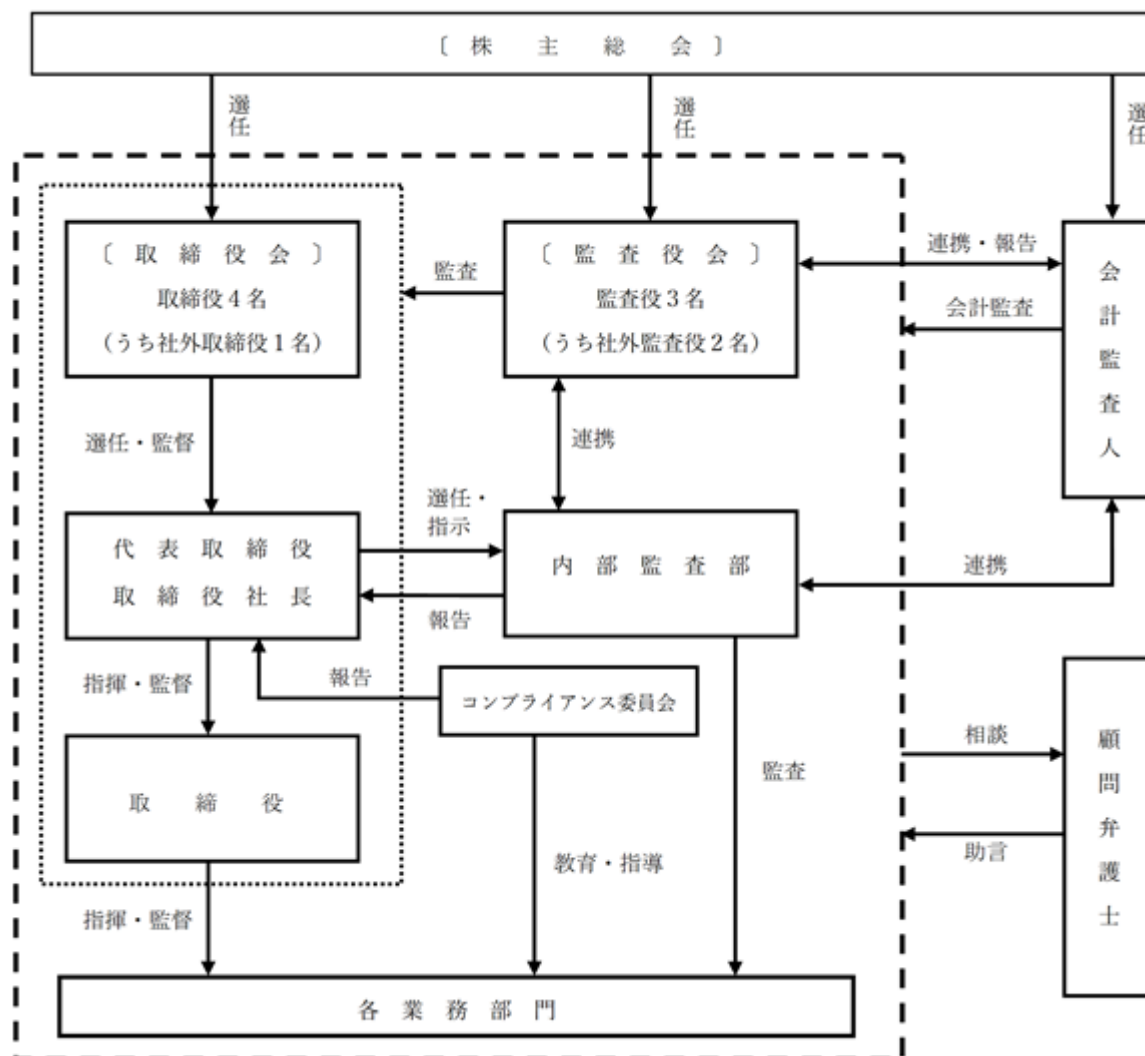 〔 株 主 総 会 〕
選任
選任
選任
〔 取 締 役 会 〕
取締役4名
(うち社外取締役1名)
監査
〔 監 査 役 会 〕
監査役3名
(うち社外監査役2名)
連携・報告
会計監査
会計監査人
選任・監督
連携
選任・
指示
代 表 取 締 役
取 締 役 社 長
報告
内 部 監 査 部
連携
指揮・監督
報告
コンプライアンス委員会
取 締 役
監査
相談
助言
顧問弁護士
教育・指導
指揮・監督
各 業 務 部 門